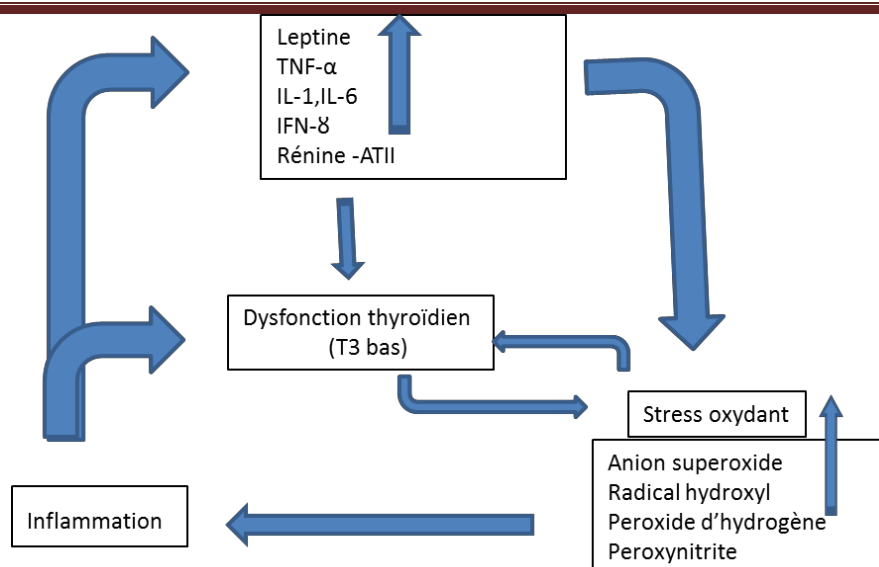 Leptine
TNF-α
IL-1,IL-6
IFN-ɣ
Rénine -ATII
Dysfonction thyroïdien
(T3 bas)
Stress oxydant
Anion superoxide
Radical hydroxyl
Peroxide d’hydrogène
Peroxynitrite
Inflammation